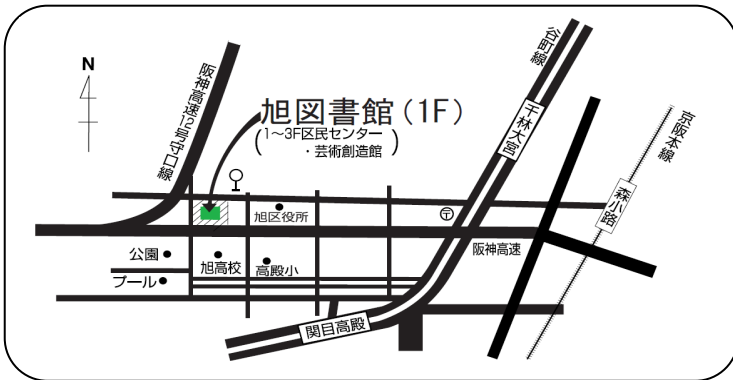 N
阪神高速12号守口線
旭図書館(1F)
(1〜3F区民センター
・芸術創造館)
谷町線
千林大宮
京阪本線
森小路
旭区役所
〒
阪神高速
公園
旭高校
高殿小
プール
関目高殿